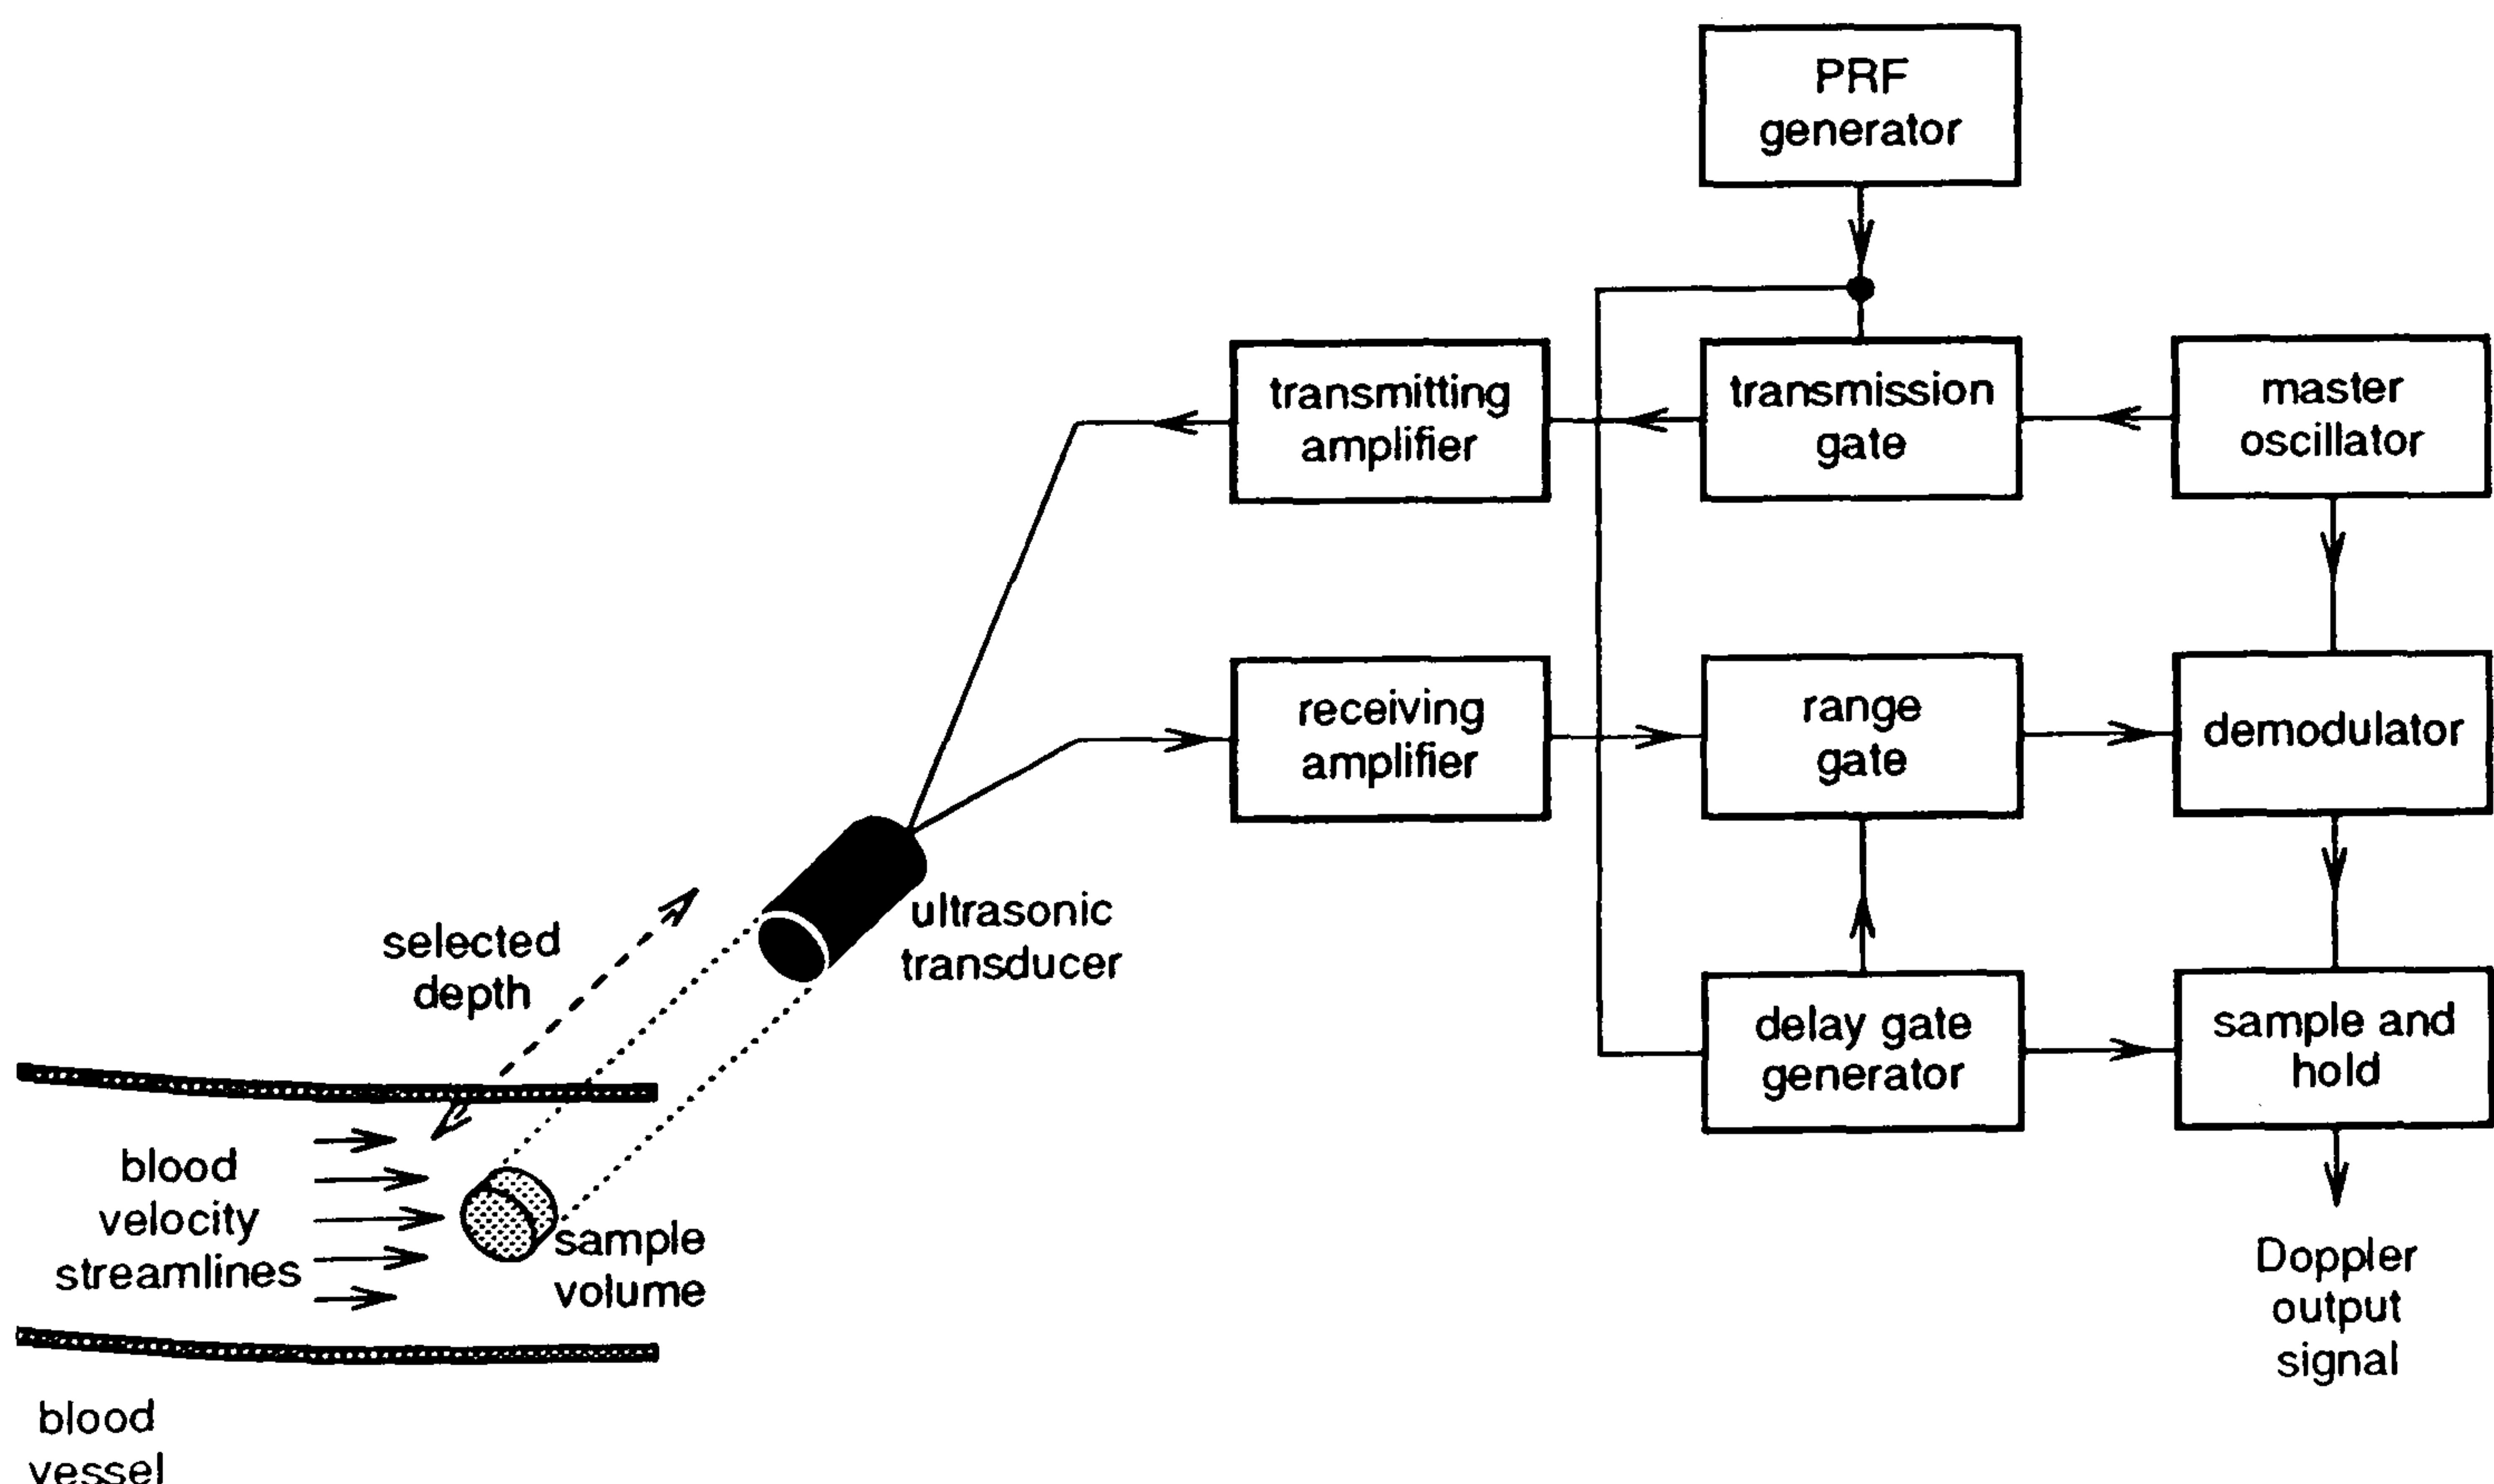 PRF
generator
transmitting
amplifier
transmission
gate
master
oscillator
receiving
amplifier
range
gate
demodulator
ultrasonic
transducer
selected
depth
delay gate
generator
sample and
hold
blood
velocity
streamlines
sample
volume
Doppler
output
signal
blood
vessel